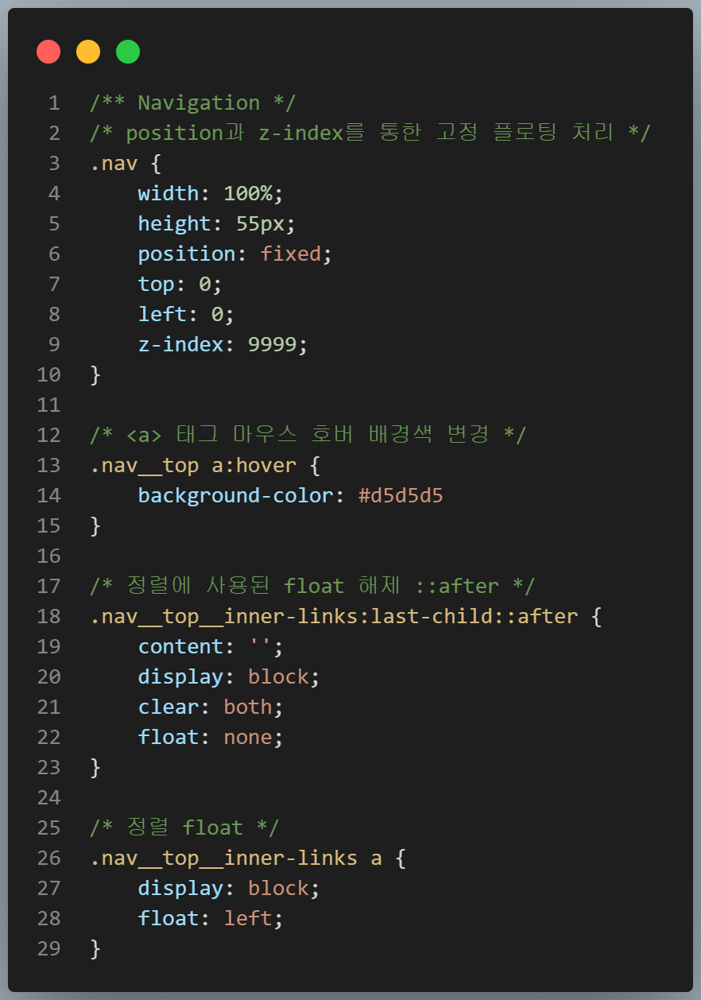 1 /** Navigation */
2 /* position과 z-index를 통한 고정 플로팅 처리 */
3 .nav {
4     width: 100%;
5     height: 55px;
6     position: fixed;
7     top: 0;
8     left: 0;
9     z-index: 9999;
10 }
11
12 /* <a> 태그 마우스 호버 배경색 변경 */
13 .nav__top a:hover {
14     background-color: #d5d5d5
15 }
16
17 /* 정렬에 사용된 float 해제 ::after */
18 .nav__top__inner-links:last-child::after {
19     content: '';
20     display: block;
21     clear: both;
22     float: none;
23 }
24
25 /* 정렬 float */
26 .nav__top__inner-links a {
27     display: block;
28     float: left;
29 }